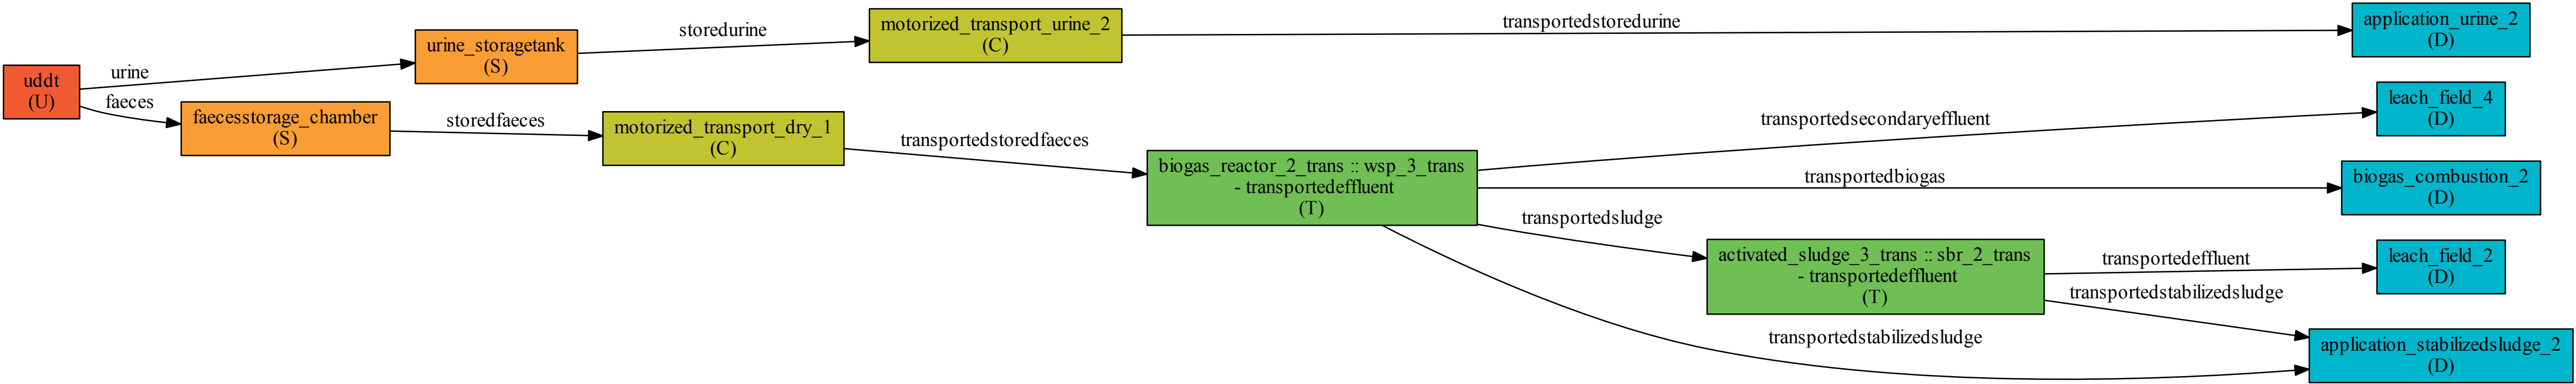 uddt
(U)
urine
faeces
urine_storagetank
(S)
faecesstorage_chamber
(S)
storedurine
storedfaeces
motorized_transport_urine_2
(C)
motorized_transport_dry_1
(C)
transportedstoredurine
transportedstoredfaeces
biogas_reactor_2_trans :: wsp_3_trans
- transportedeffluent
(T)
transportedsecondaryeffluent
transportedbiogas
transportedsludge
transportedstabilizedsludge
activated_sludge_3_trans :: sbr_2_trans
- transportedeffluent
(T)
transportedeffluent
transportedstabilizedsludge
application_urine_2
(D)
leach_field_4
(D)
biogas_combustion_2
(D)
leach_field_2
(D)
application_stabilizedsludge_2
(D)